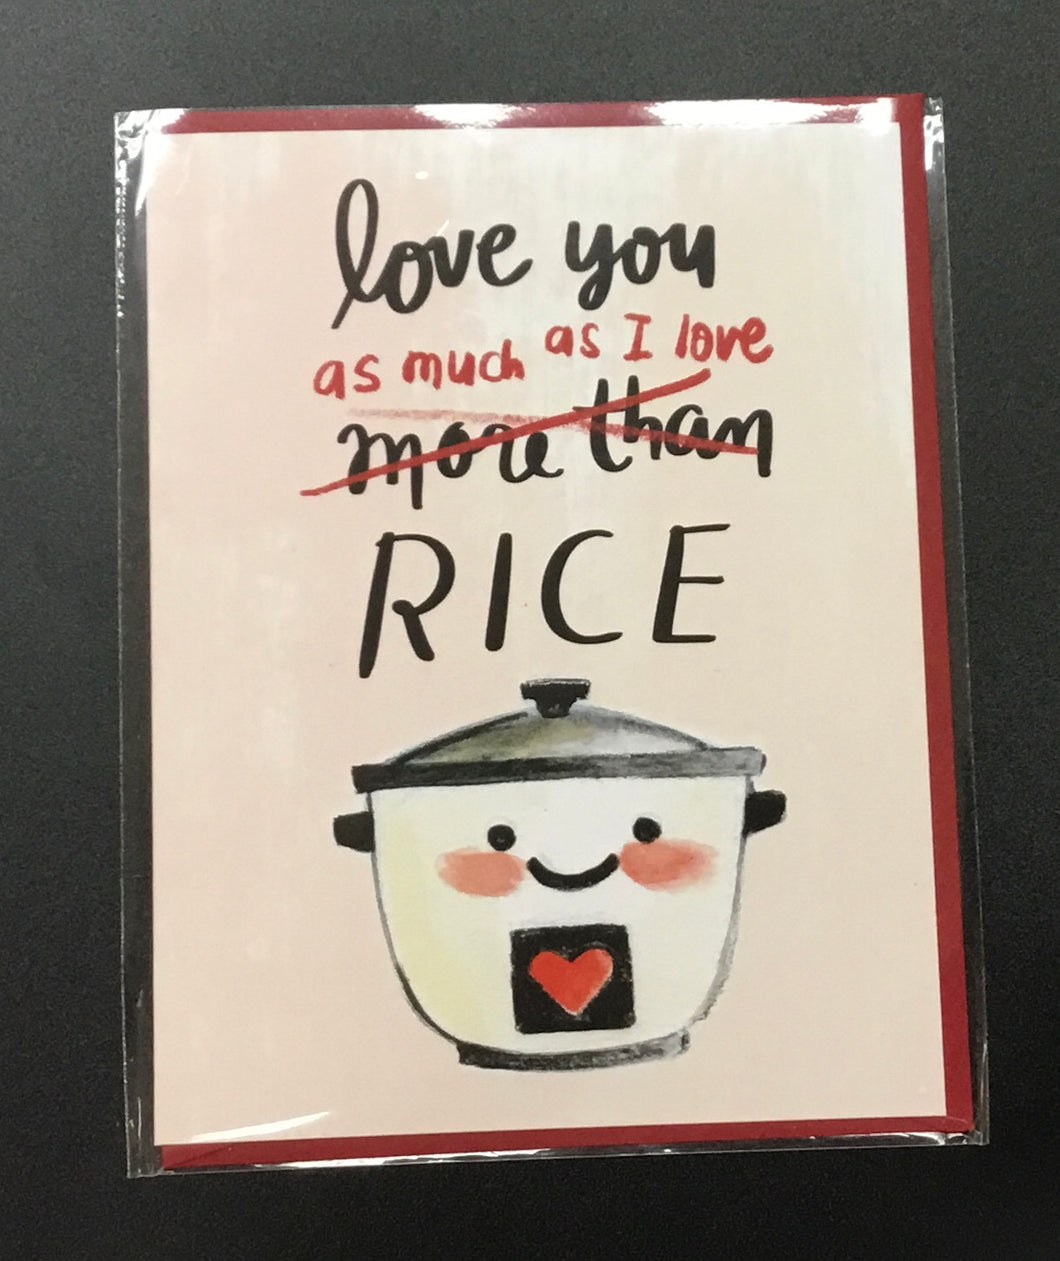 love you
as much as I love
more than
RICE